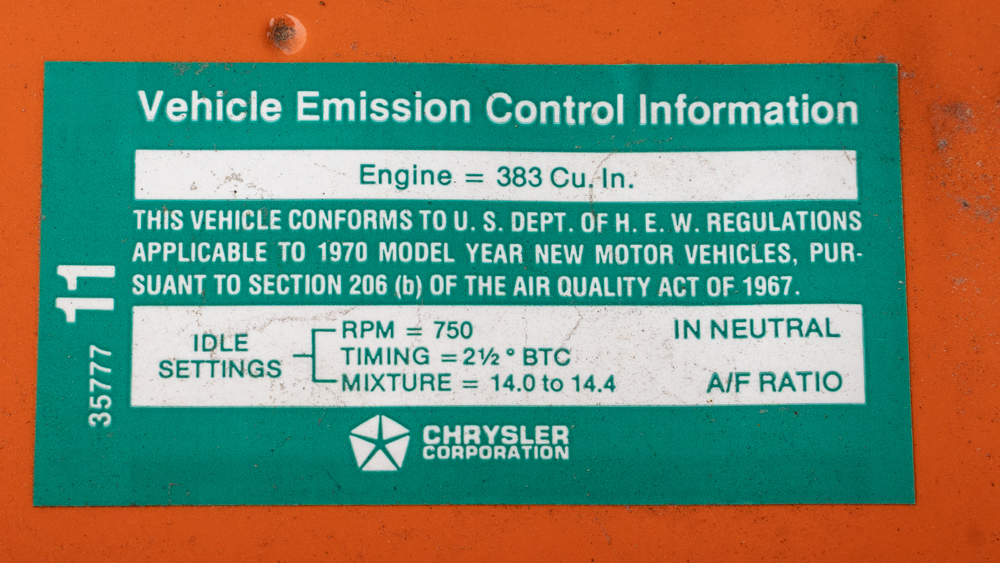 Vehicle Emission Control Information
Engine = 383 Cu. In.
THIS VEHICLE CONFORMS TO U. S. DEPT. OF H. E. W. REGULATIONS
APPLICABLE TO 1970 MODEL YEAR NEW MOTOR VEHICLES, PUR-
SUANT TO SECTION 206 (b) OF THE AIR QUALITY ACT OF 1967.
IDLE
SETTINGS
RPM = 750 IN NEUTRAL
TIMING = 2½ ° BTC
MIXTURE = 14.0 to 14.4 A/F RATIO
CHRYSLER
CORPORATION
35777 11